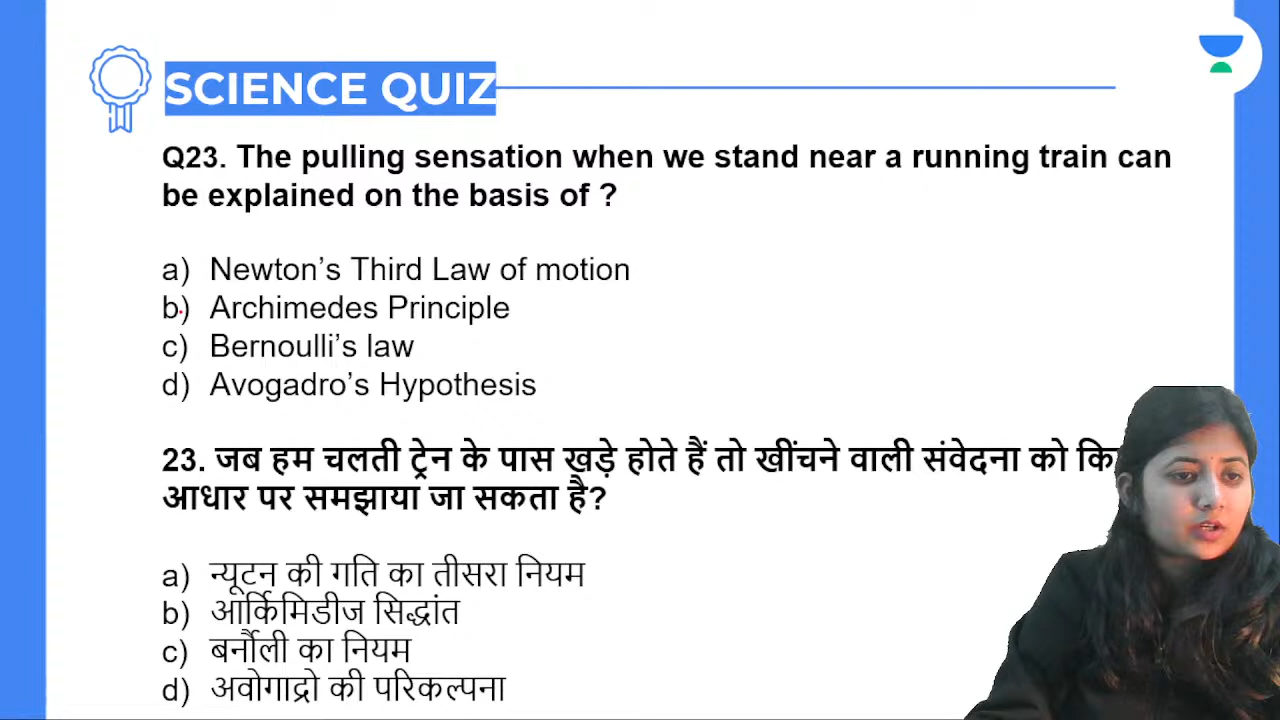 SCIENCE QUIZ
Q23. The pulling sensation when we stand near a running train can
be explained on the basis of ?
a) Newton's Third Law of motion
b) Archimedes Principle
c) Bernoulli's law
d) Avogadro's Hypothesis
23. जब हम चलती ट्रेन के पास खड़े होते हैं तो खींचने वाली संवेदना को
आधार पर समझाया जा सकता है?
a) न्यूटन की गति का तीसरा नियम
b) आर्किमिडीज सिद्धांत
c) बर्नौली का नियम
d) अवोगाद्रो की परिकल्पना